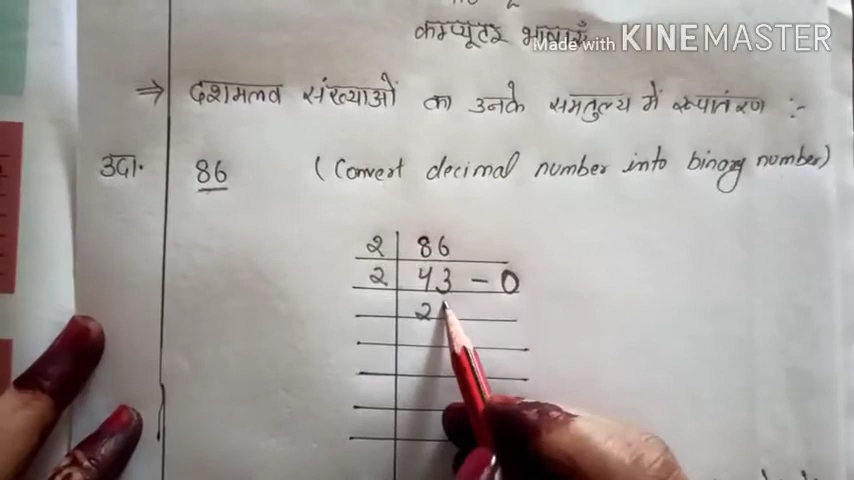 कम्प्यूटर भाषाएँ
Made with KINEMASTER
⇒ दशमलव संख्याओं का उनके समतुल्य में रूपातंरण :-
उदा. 86 (Convert decimal number into binary number)
2 86
2 43 - 0
2